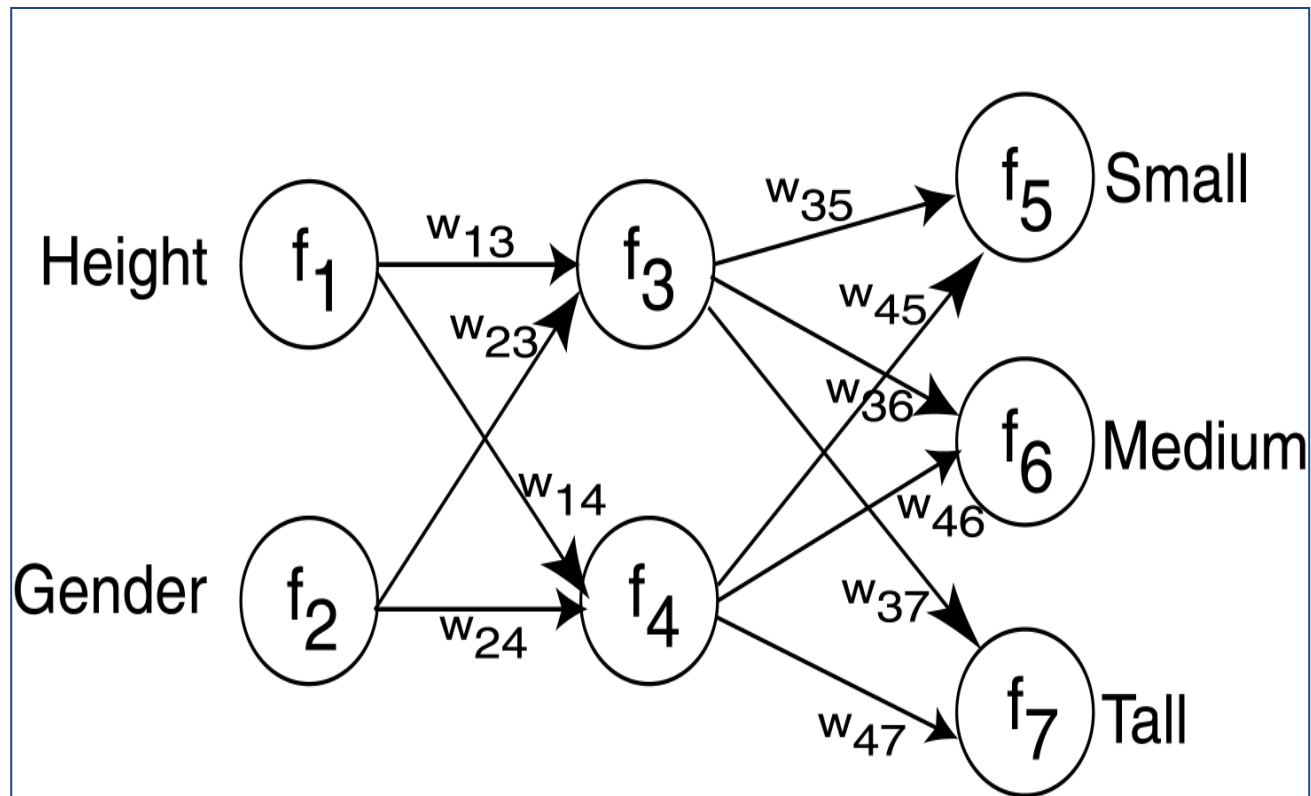 w35
f5 Small
w13
Height f1 f3
w23
w45
w36
f6 Medium
w14
w46
Gender f2 f4
w24
w37
f7 Tall
w47